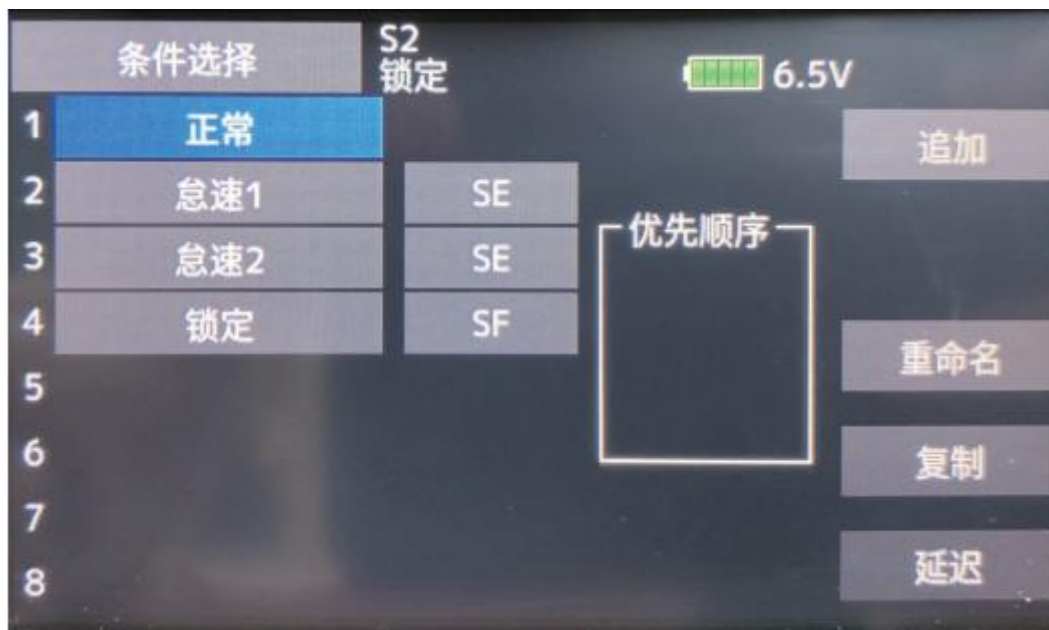 条件选择 S2
锁定 6.5V
1 正常
追加
2 怠速1 SE
优先顺序
3 怠速2 SE
4 锁定 SF
重命名
5
6
复制
7
延迟
8